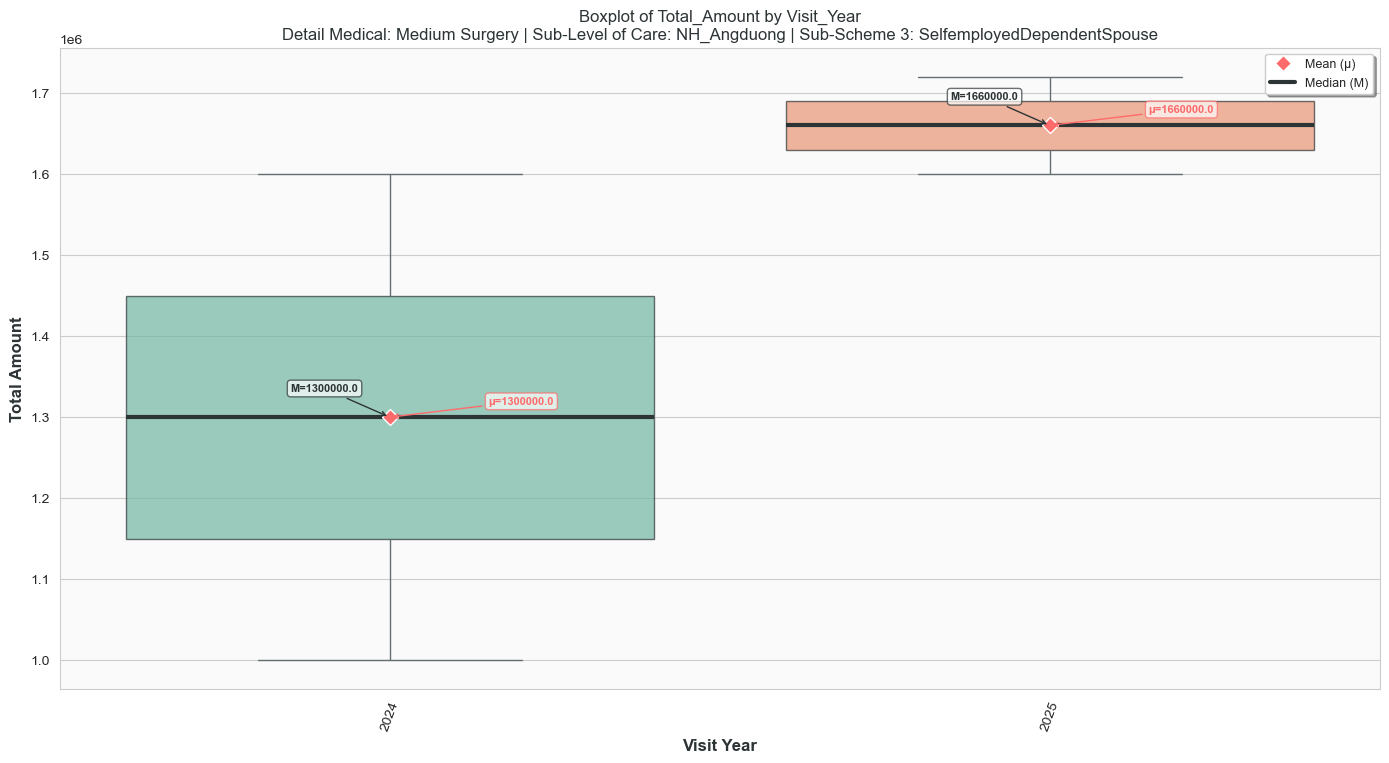 Boxplot of Total_Amount by Visit_Year
Detail Medical: Medium Surgery | Sub-Level of Care: NH_Angduong | Sub-Scheme 3: SelfemployedDependentSpouse
1e6
Mean (μ)
Median (M)
1.7
1.6
1.5
1.4
1.3
1.2
1.1
1.0
Total Amount
M=1660000.0
μ=1660000.0
M=1300000.0
μ=1300000.0
2024
2025
Visit Year